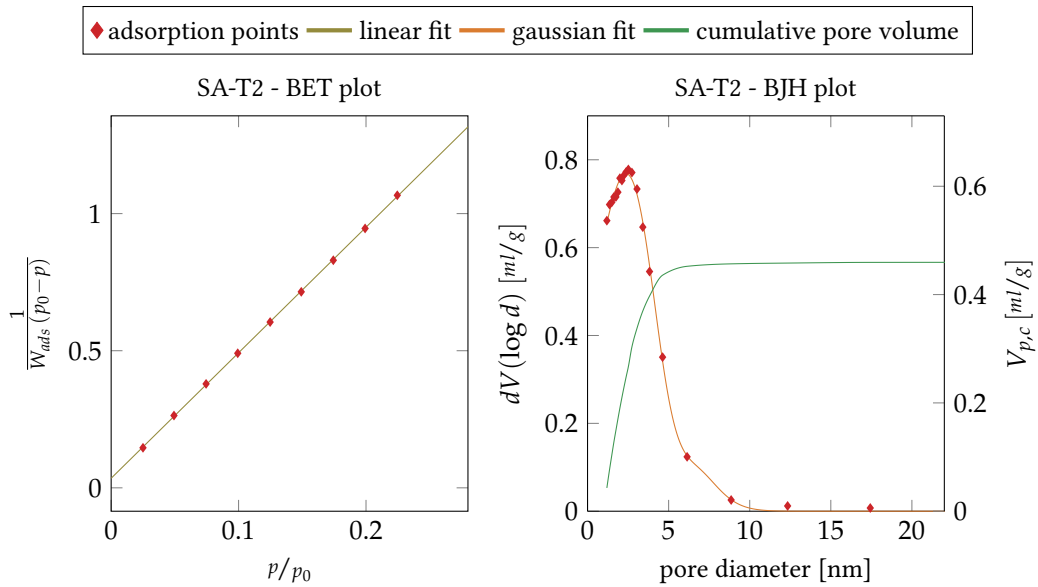 adsorption points linear fit gaussian fit cumulative pore volume
SA-T2 - BET plot
1
0.5
0
0 0.1 0.2
p/p₀
1
W_ads (p₀−p)
SA-T2 - BJH plot
0.8
0.6
0.4
0.2
0
0.6
0.4
0.2
0
0 5 10 15 20
pore diameter [nm]
dV(log d) [ml/g]
V_p,c [ml/g]